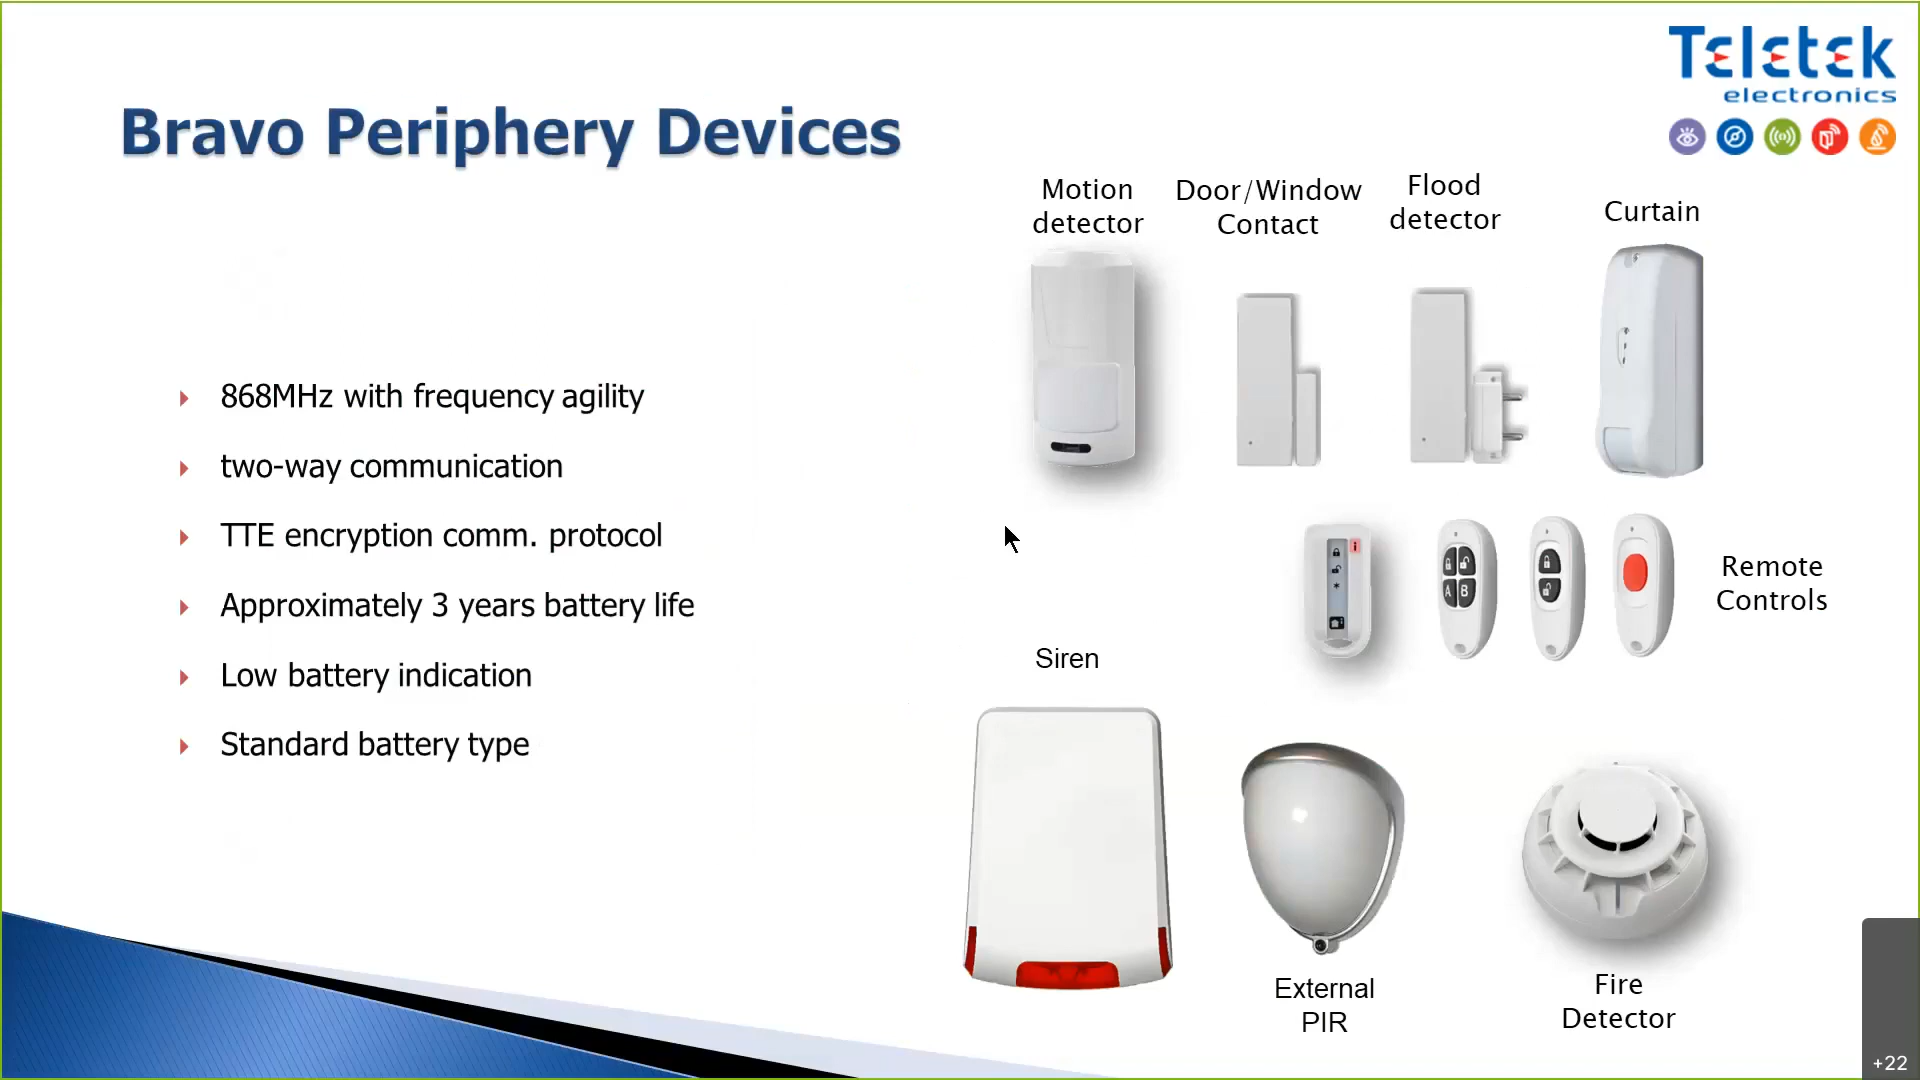 Teletek
electronics
Bravo Periphery Devices
Motion
detector
Door/Window
Contact
Flood
detector
Curtain
868MHz with frequency agility
two-way communication
TTE encryption comm. protocol
Approximately 3 years battery life
Low battery indication
Standard battery type
A B
Remote
Controls
Siren
External
PIR
Fire
Detector
+22